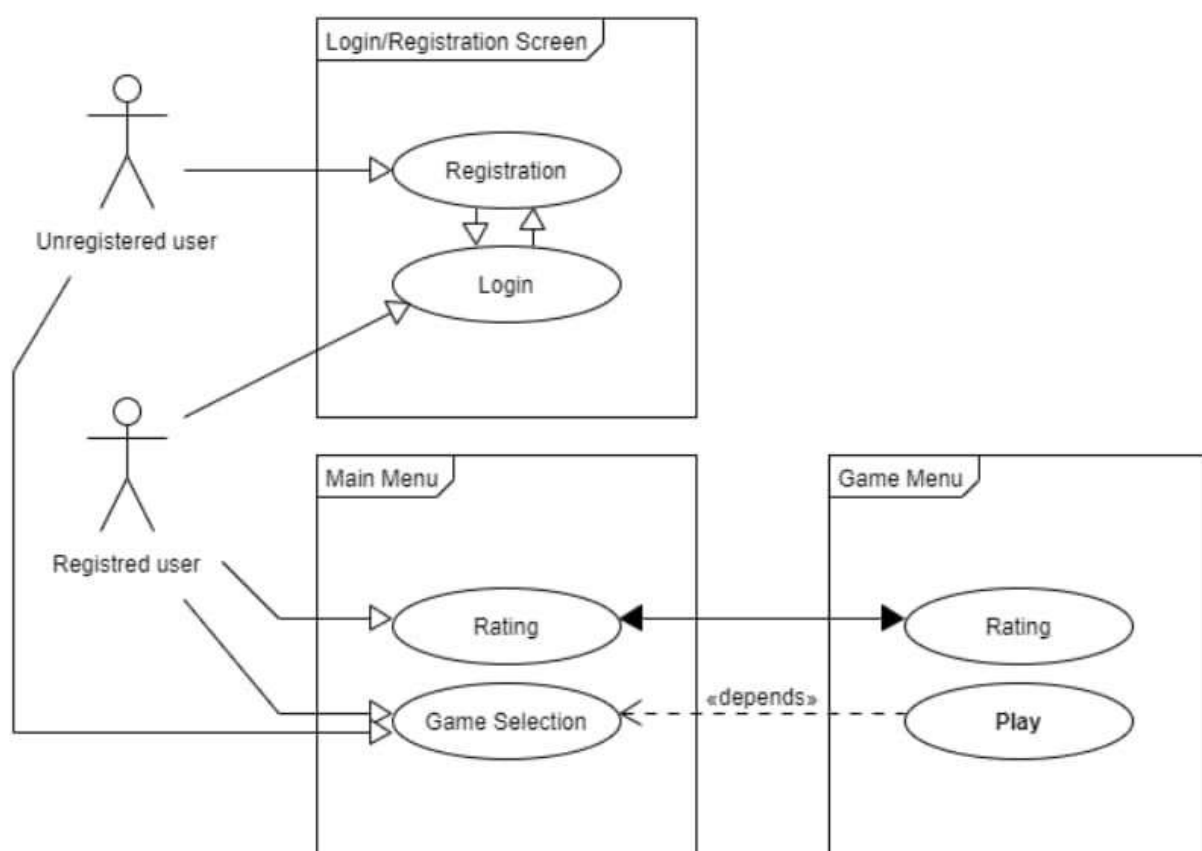 Login/Registration Screen
Registration
Unregistered user
Login
Main Menu
Game Menu
Registred user
Rating
Rating
«depends»
Game Selection
Play